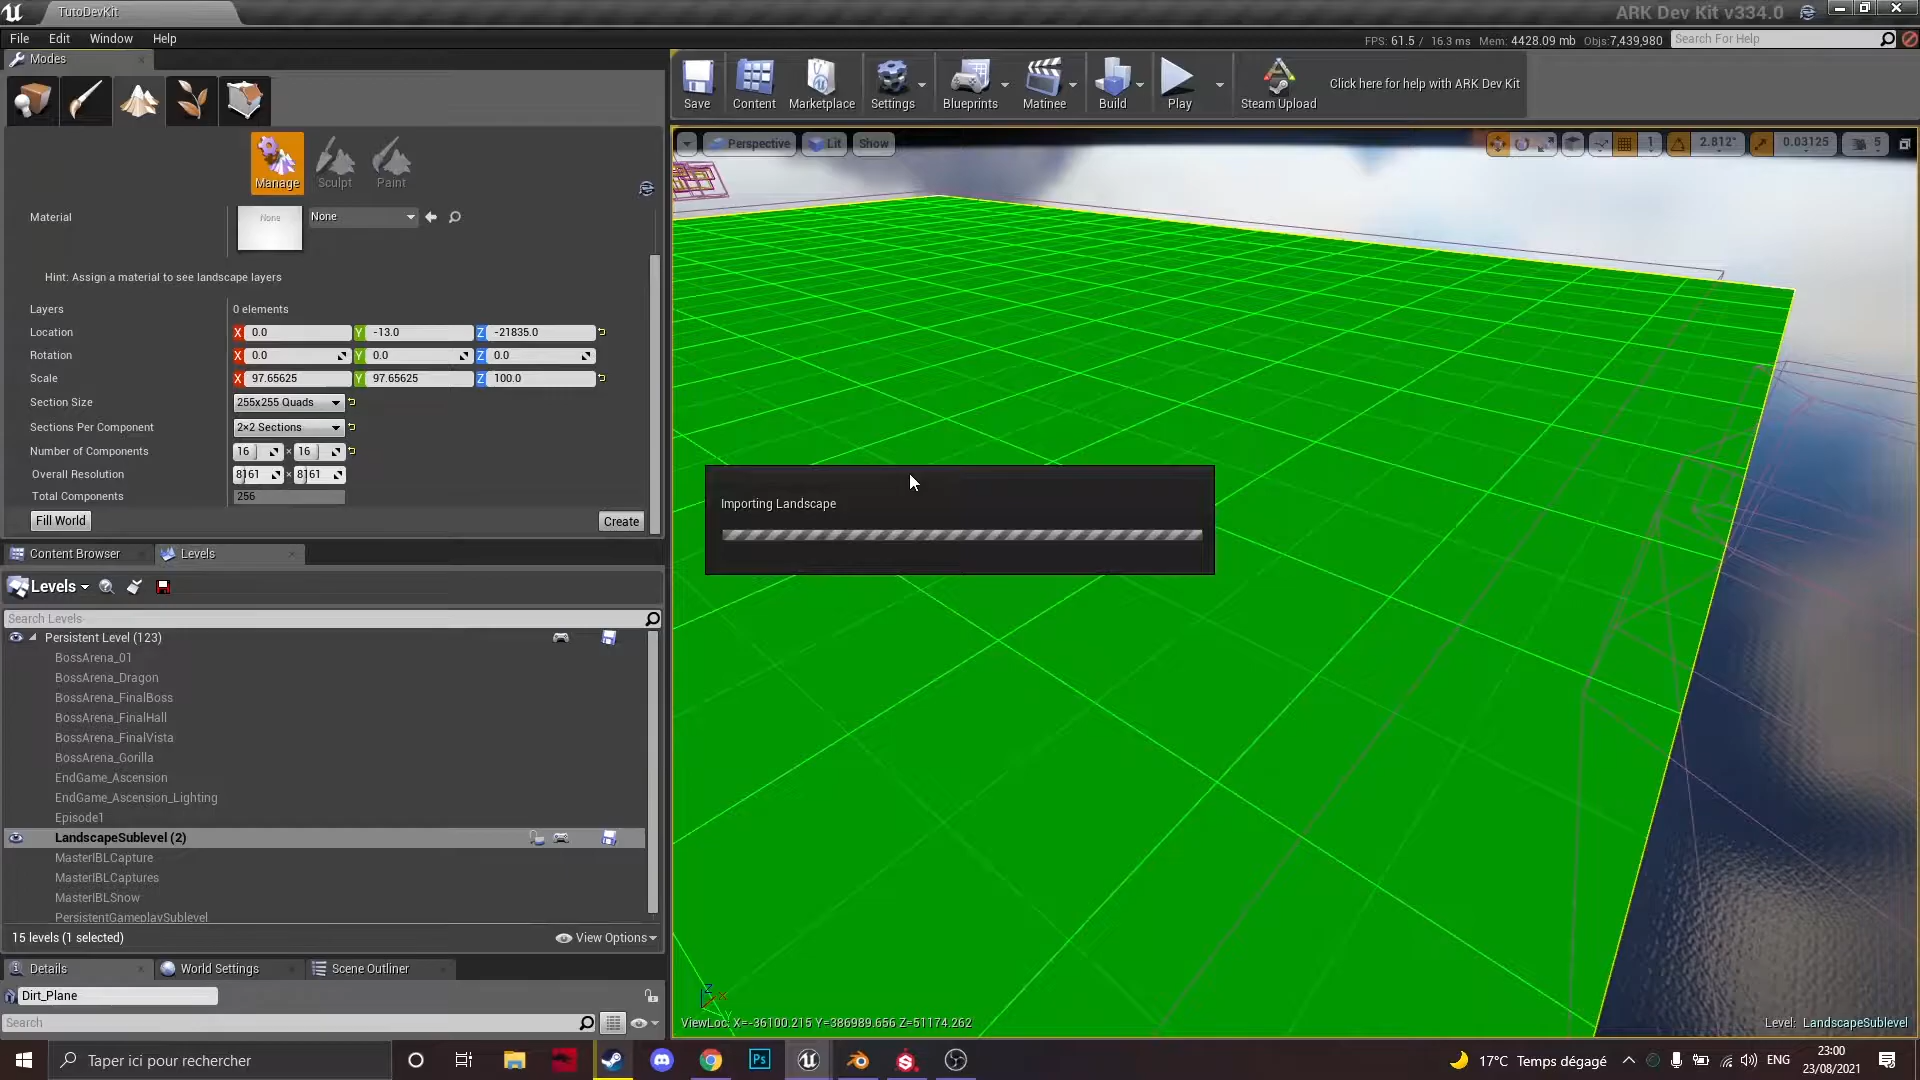 TutoDevKit
ARK Dev Kit v334.0
File Edit Window Help
FPS: 61.5 / 16.3 ms Mem: 4428.09 mb Objs:7,439,980
Search For Help
Modes
Save
Content
Marketplace
Settings
Blueprints
Matinee
Build
Play
Steam Upload
Click here for help with ARK Dev Kit
Manage
Sculpt
Paint
Perspective
Lit
Show
1
2.812°
0.03125
5
Material
None
None
Hint: Assign a material to see landscape layers
Layers 0 elements
Location X 0.0 Y -13.0 Z -21835.0
Rotation X 0.0 Y 0.0 Z 0.0
Scale X 97.65625 Y 97.65625 Z 100.0
Section Size 255x255 Quads
Sections Per Component 2×2 Sections
Number of Components 16 × 16
Overall Resolution 8161 × 8161
Total Components 256
Fill World
Create
Importing Landscape
Content Browser
Levels
Levels
Search Levels
Persistent Level (123)
BossArena_01
BossArena_Dragon
BossArena_FinalBoss
BossArena_FinalHall
BossArena_FinalVista
BossArena_Gorilla
EndGame_Ascension
EndGame_Ascension_Lighting
Episode1
LandscapeSublevel (2)
MasterIBLCapture
MasterIBLCaptures
MasterIBLSnow
PersistentGameplaySublevel
15 levels (1 selected)
View Options
Details
World Settings
Scene Outliner
Dirt_Plane
Search
ViewLoc: X=-36100.215 Y=386989.656 Z=51174.262
Level: LandscapeSublevel
Taper ici pour rechercher
Ps
17°C Temps dégagé
ENG
23:00
23/08/2021